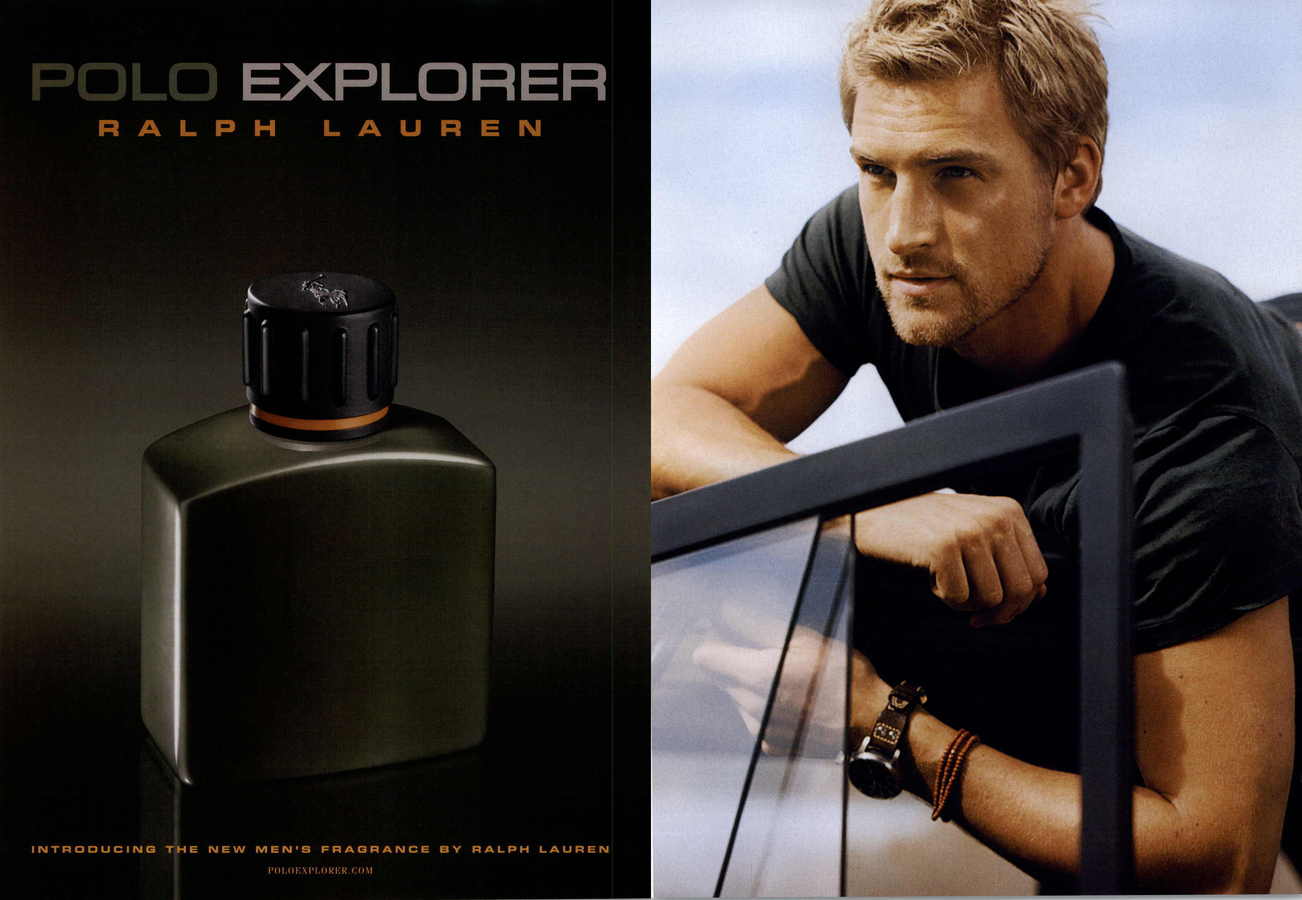 POLO EXPLORER
RALPH LAUREN
INTRODUCING THE NEW MEN'S FRAGRANCE BY RALPH LAUREN
POLOEXPLORER.COM